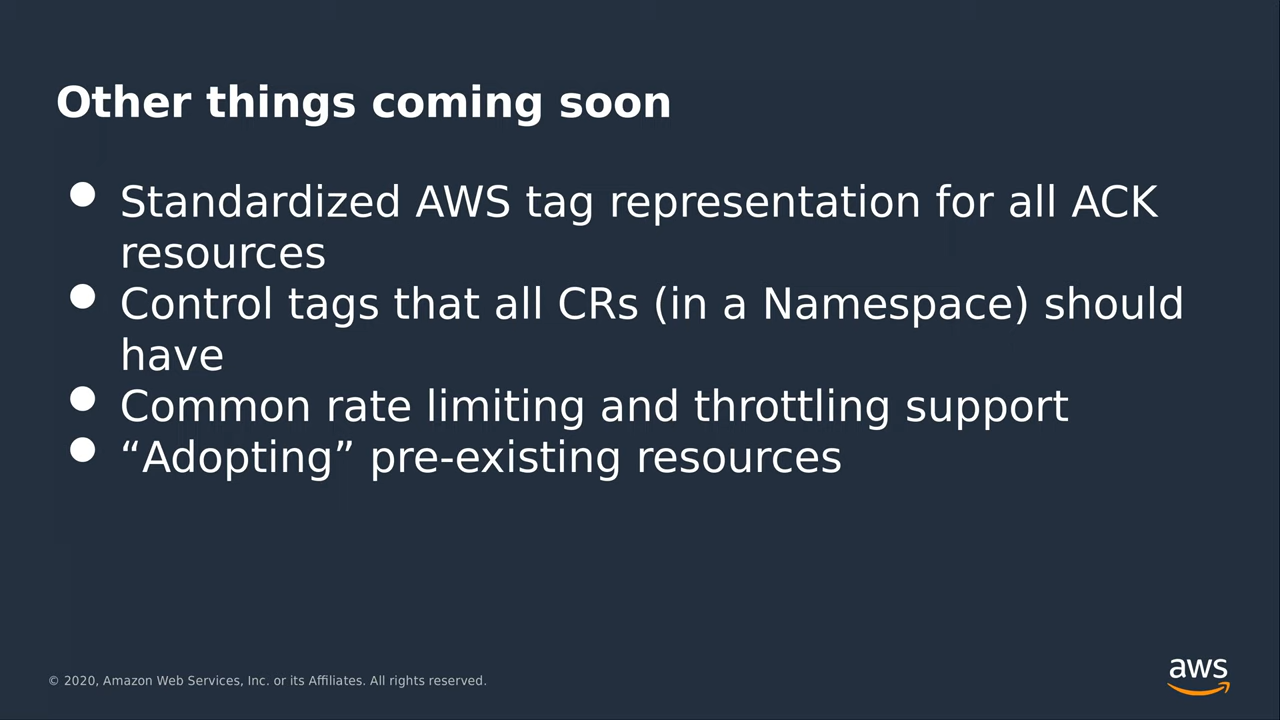 Other things coming soon
● Standardized AWS tag representation for all ACK
resources
● Control tags that all CRs (in a Namespace) should
have
● Common rate limiting and throttling support
● “Adopting” pre-existing resources
© 2020, Amazon Web Services, Inc. or its Affiliates. All rights reserved.
aws